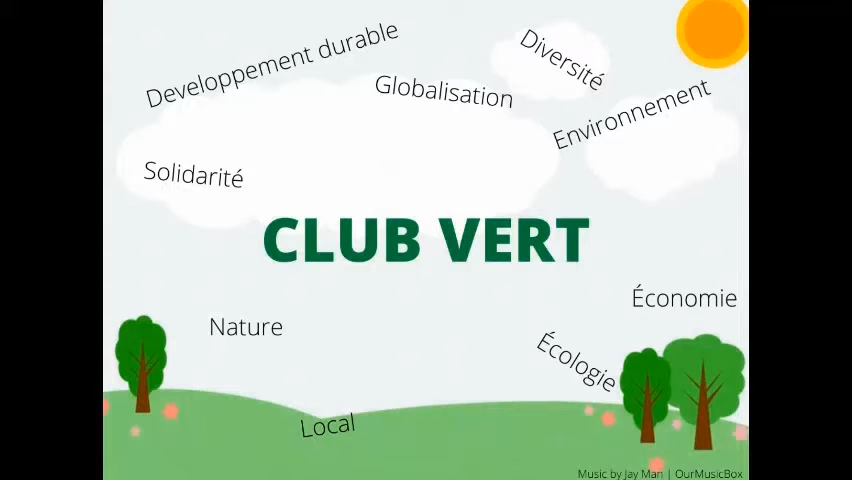 Developpement durable
Diversité
Globalisation
Environnement
Solidarité
CLUB VERT
Économie
Nature
Écologie
Local
Music by Jay Man | OurMusicBox